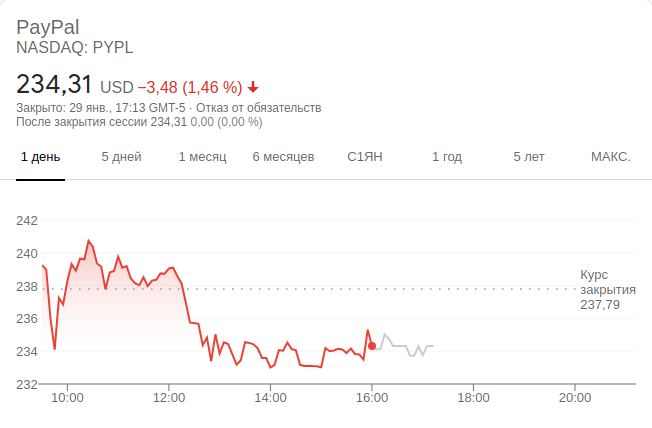 PayPal
NASDAQ: PYPL
234,31 USD −3,48 (1,46 %)
Закрыто: 29 янв., 17:13 GMT-5 · Отказ от обязательств
После закрытия сессии 234,31 0,00 (0,00 %)
1 день 5 дней 1 месяц 6 месяцев С1ЯН 1 год 5 лет МАКС.
242
240
238
236
234
232
Курс
закрытия
237,79
10:00 12:00 14:00 16:00 18:00 20:00